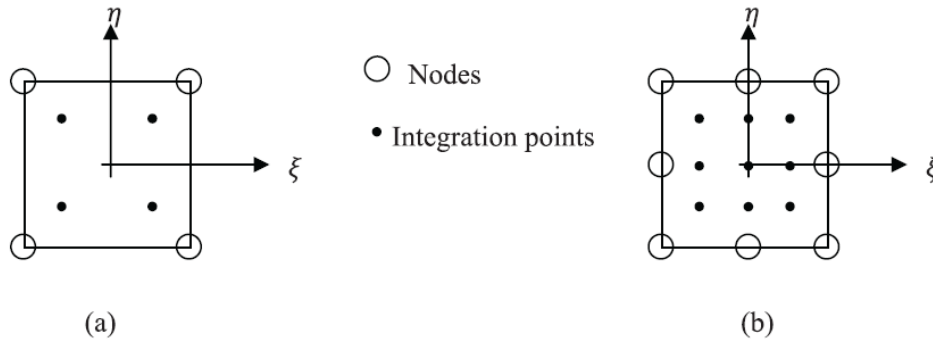 η
ξ
(a)
Nodes
Integration points
η
ξ
(b)